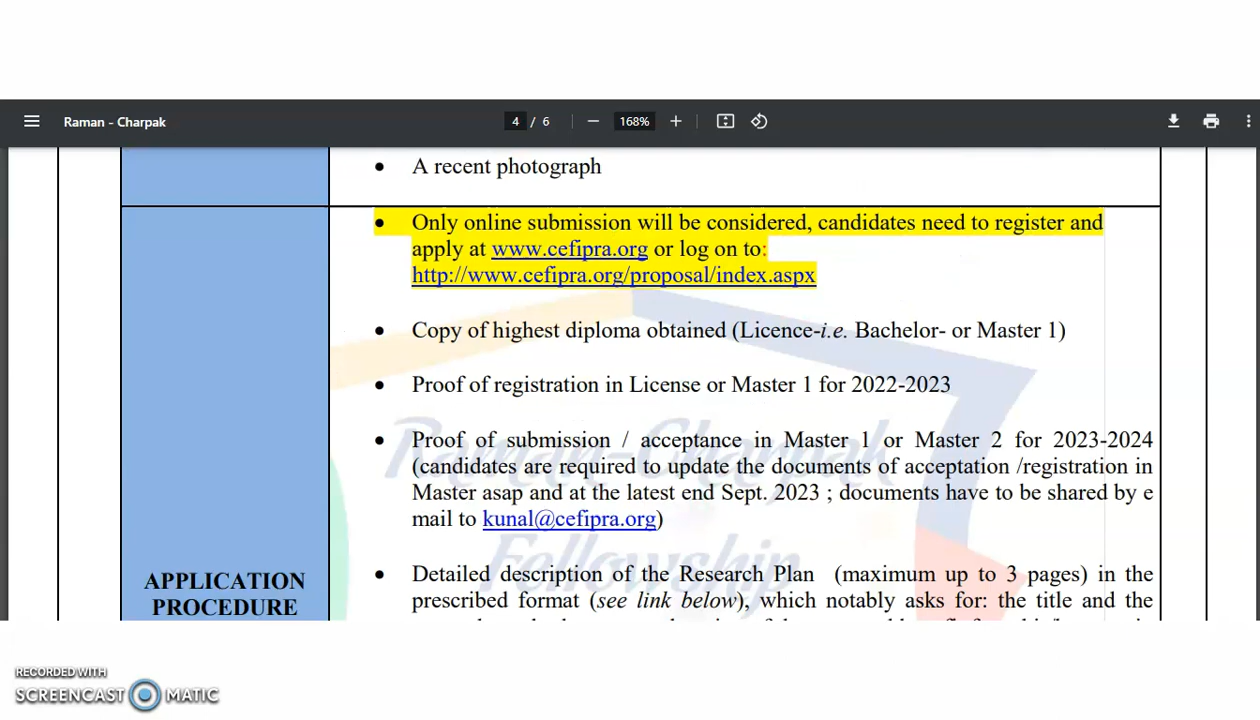 Raman - Charpak
4 / 6
168%
• A recent photograph
• Only online submission will be considered, candidates need to register and
apply at www.cefipra.org or log on to:
http://www.cefipra.org/proposal/index.aspx
• Copy of highest diploma obtained (Licence-i.e. Bachelor- or Master 1)
• Proof of registration in License or Master 1 for 2022-2023
• Proof of submission / acceptance in Master 1 or Master 2 for 2023-2024
(candidates are required to update the documents of acceptation /registration in
Master asap and at the latest end Sept. 2023 ; documents have to be shared by e
mail to kunal@cefipra.org)
Raman-Charpak
Fellowship
APPLICATION
PROCEDURE
• Detailed description of the Research Plan (maximum up to 3 pages) in the
prescribed format (see link below), which notably asks for: the title and the
RECORDED WITH
SCREENCAST MATIC